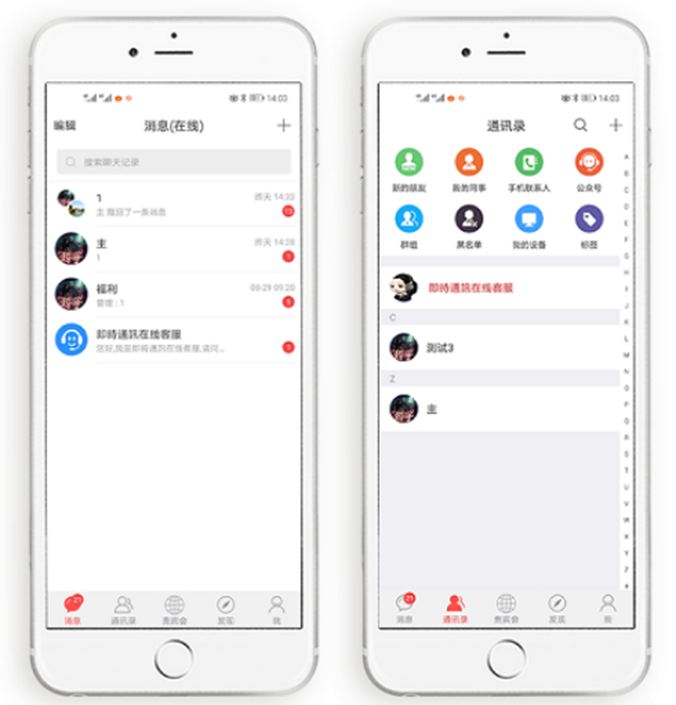 14:03
编辑
消息(在线)
搜索聊天记录
1
昨天 14:33
主 撤回了一条消息
主
昨天 14:28
1
福利
08-29 09:20
管理 : 1
即時通訊在线客服
您好,我是即時通訊在线客服,请问...
21
消息
通讯录
贵宾会
发现
我
14:03
通讯录
新的朋友
我的同事
手机联系人
公众号
群组
黑名单
我的设备
标签
即時通訊在线客服
C
测试3
Z
主
A
B
C
D
E
F
G
H
I
J
K
L
M
N
O
P
Q
R
S
T
U
V
W
X
Y
Z
#
21
消息
通讯录
贵宾会
发现
我